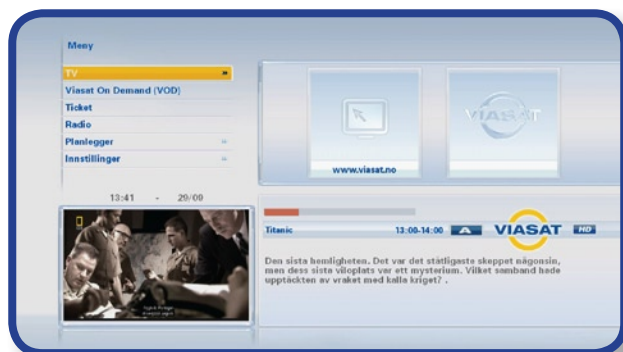 Meny
TV
Viasat On Demand (VOD)
Ticket
Radio
Planlegger
Innstillinger
VIASAT
www.viasat.no
13:41 - 29/09
Titanic 13:00-14:00 A VIASAT HD
Den sista hemligheten. Det var det ståtligaste skeppet någonsin,
men dess sista viloplats var ett mysterium. Vilket samband hade
upptäckten av vraket med kalla kriget? .